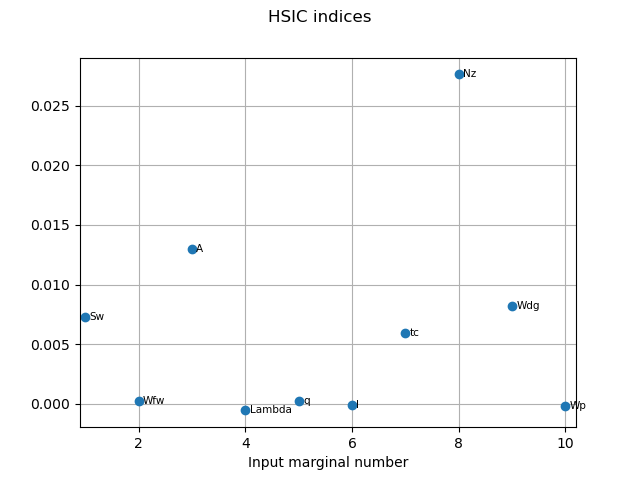 HSIC indices
0.025
0.020
0.015
0.010
0.005
0.000
Nz
A
Wdg
Sw
tc
Wfw
q
l
Lambda
Wp
2
4
6
8
10
Input marginal number